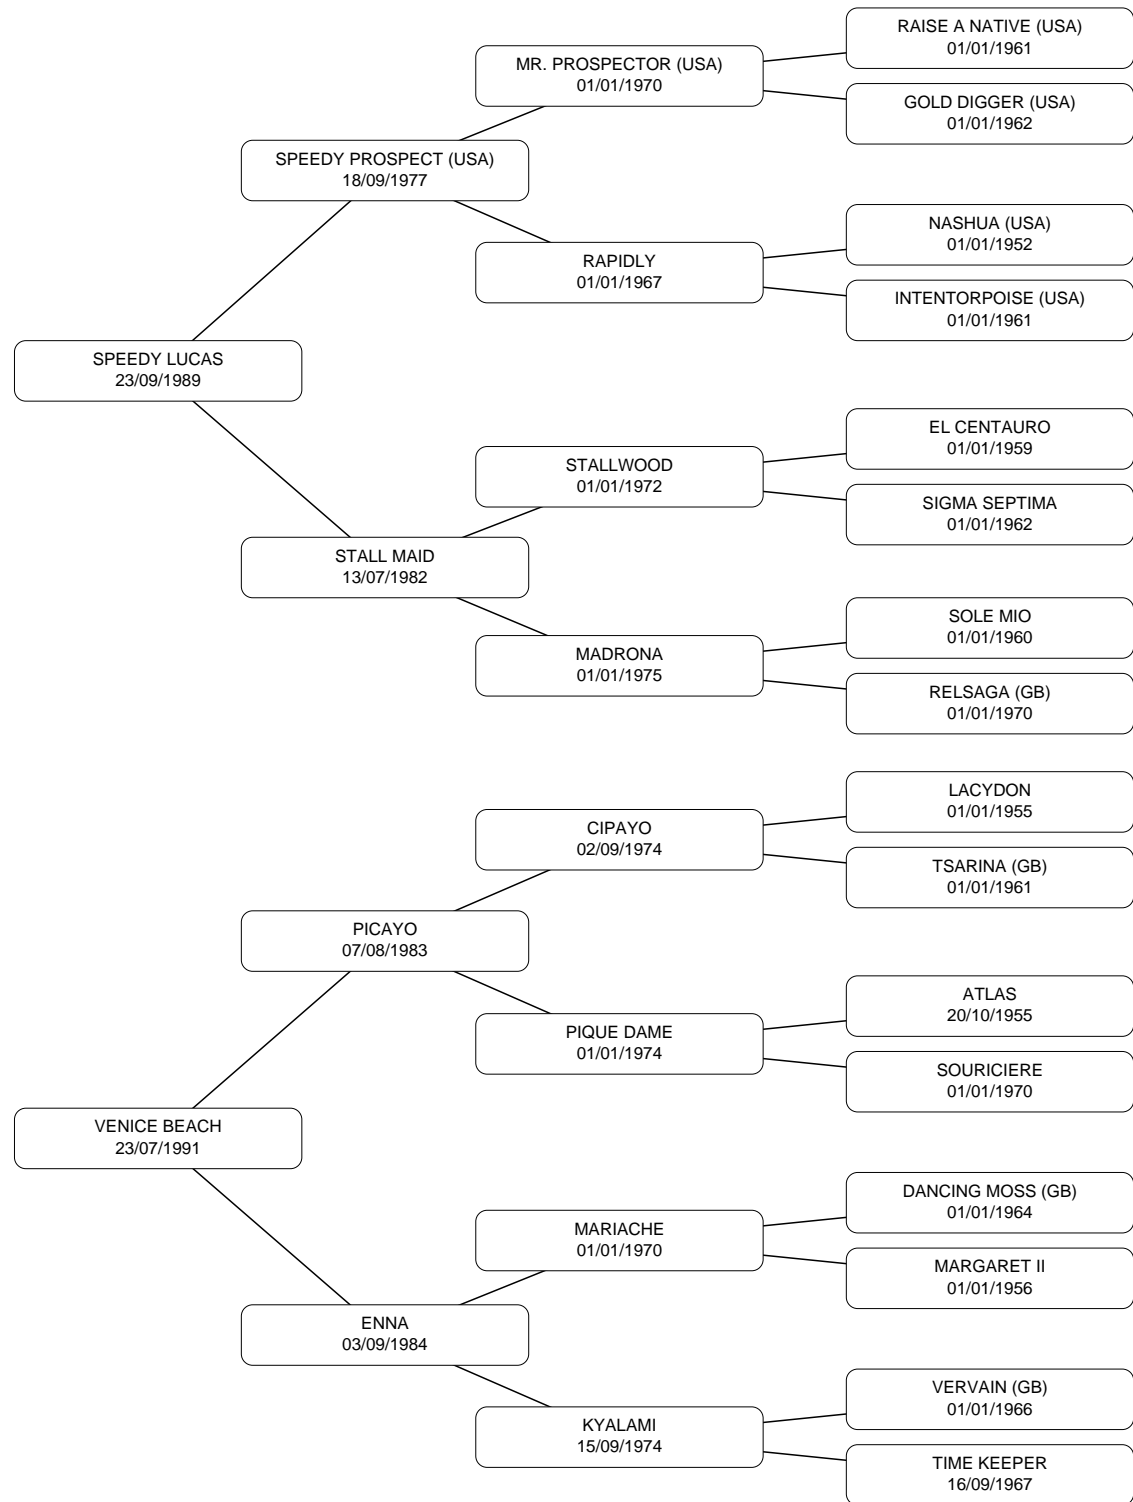 RAISE A NATIVE (USA)
01/01/1961
MR. PROSPECTOR (USA)
01/01/1970
GOLD DIGGER (USA)
01/01/1962
SPEEDY PROSPECT (USA)
18/09/1977
NASHUA (USA)
01/01/1952
RAPIDLY
01/01/1967
INTENTORPOISE (USA)
01/01/1961
SPEEDY LUCAS
23/09/1989
EL CENTAURO
01/01/1959
STALLWOOD
01/01/1972
SIGMA SEPTIMA
01/01/1962
STALL MAID
13/07/1982
SOLE MIO
01/01/1960
MADRONA
01/01/1975
RELSAGA (GB)
01/01/1970
LACYDON
01/01/1955
CIPAYO
02/09/1974
TSARINA (GB)
01/01/1961
PICAYO
07/08/1983
ATLAS
20/10/1955
PIQUE DAME
01/01/1974
SOURICIERE
01/01/1970
VENICE BEACH
23/07/1991
DANCING MOSS (GB)
01/01/1964
MARIACHE
01/01/1970
MARGARET II
01/01/1956
ENNA
03/09/1984
VERVAIN (GB)
01/01/1966
KYALAMI
15/09/1974
TIME KEEPER
16/09/1967